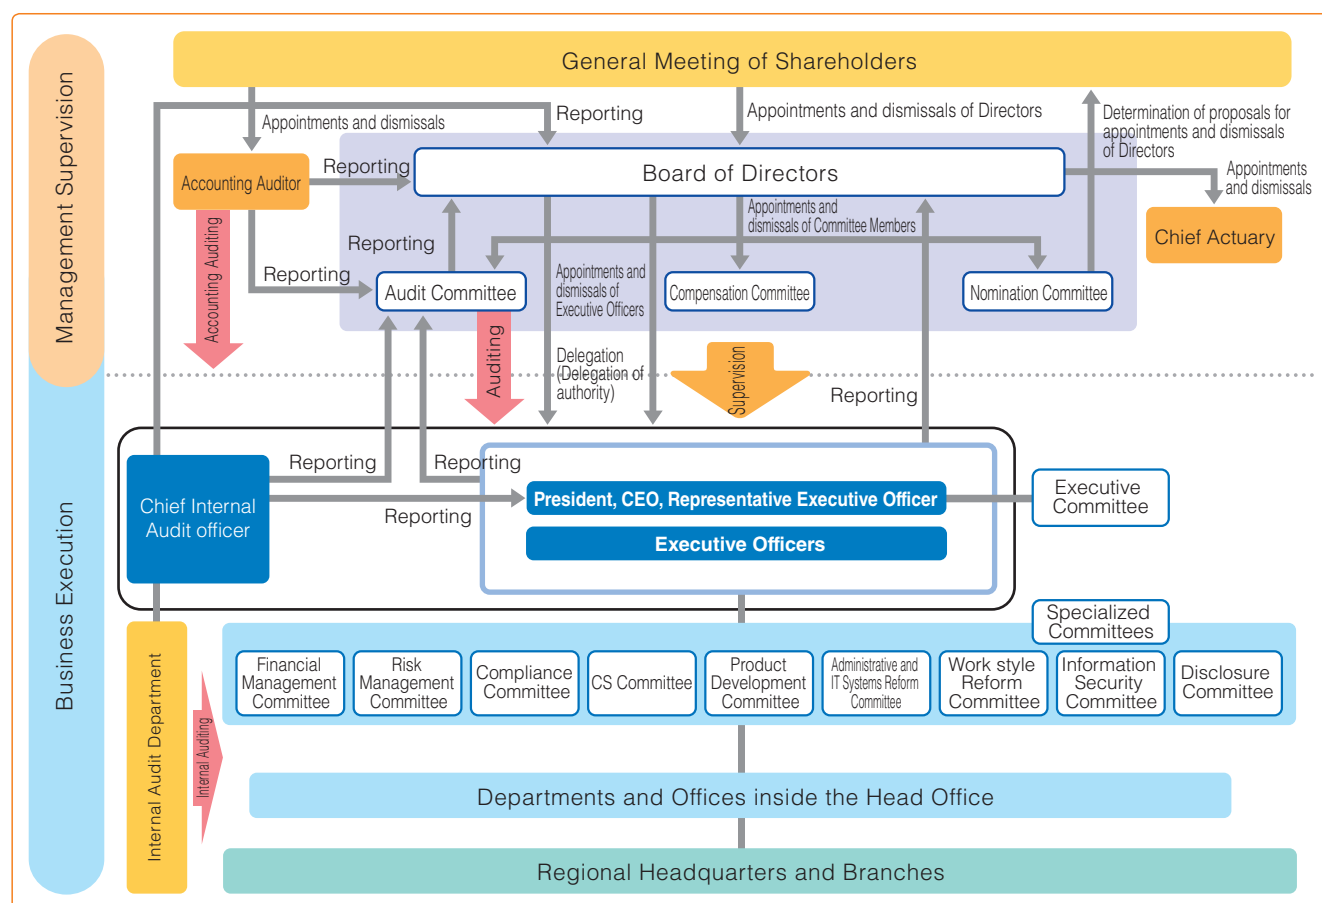 Management Supervision
Business Execution
General Meeting of Shareholders
Appointments and dismissals
Reporting
Appointments and dismissals of Directors
Determination of proposals for
appointments and dismissals
of Directors
Accounting Auditor
Reporting
Board of Directors
Appointments
and dismissals
Chief Actuary
Accounting Auditing
Reporting
Reporting
Appointments and
dismissals of Committee Members
Audit Committee
Appointments and
dismissals of
Executive Officers
Compensation Committee
Nomination Committee
Auditing
Delegation
(Delegation of
authority)
Supervision
Reporting
Chief Internal
Audit officer
Reporting
Reporting
Reporting
President, CEO, Representative Executive Officer
Executive Officers
Executive
Committee
Specialized
Committees
Internal Audit Department
Internal Auditing
Financial
Management
Committee
Risk
Management
Committee
Compliance
Committee
CS Committee
Product
Development
Committee
Administrative and
IT Systems Reform
Committee
Work style
Reform
Committee
Information
Security
Committee
Disclosure
Committee
Departments and Offices inside the Head Office
Regional Headquarters and Branches